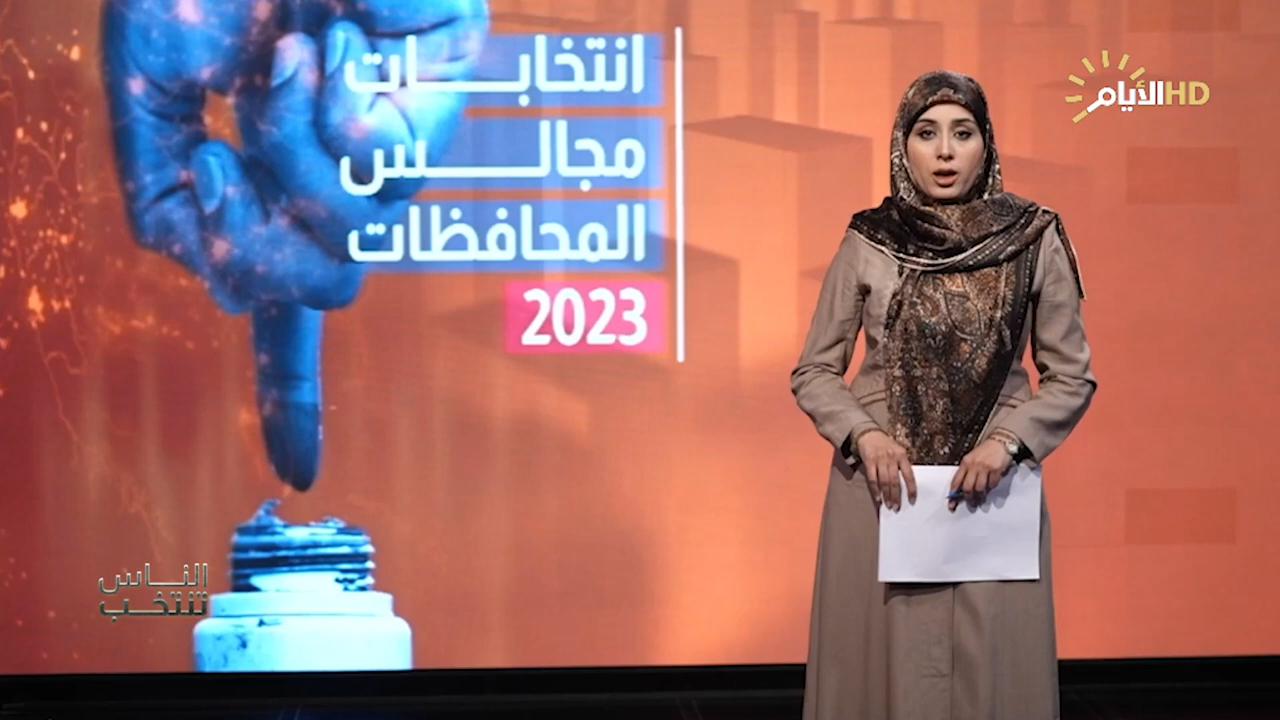 انتخابات
مجالس
المحافظات
2023
الأيام HD
الناس
تنتخب